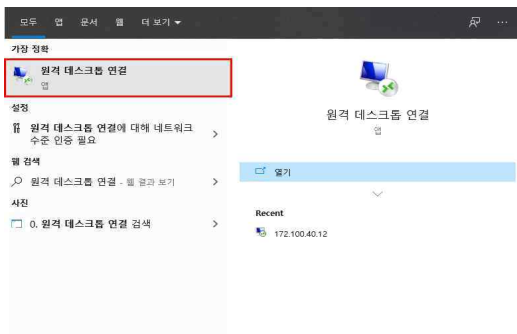 모두 앱 문서 웹 더 보기
가장 정확
원격 데스크톱 연결
앱
설정
원격 데스크톱 연결에 대해 네트워크
수준 인증 필요
웹 검색
원격 데스크톱 연결 - 웹 결과 보기
사진
0. 원격 데스크톱 연결 검색
원격 데스크톱 연결
앱
열기
Recent
172.100.40.12